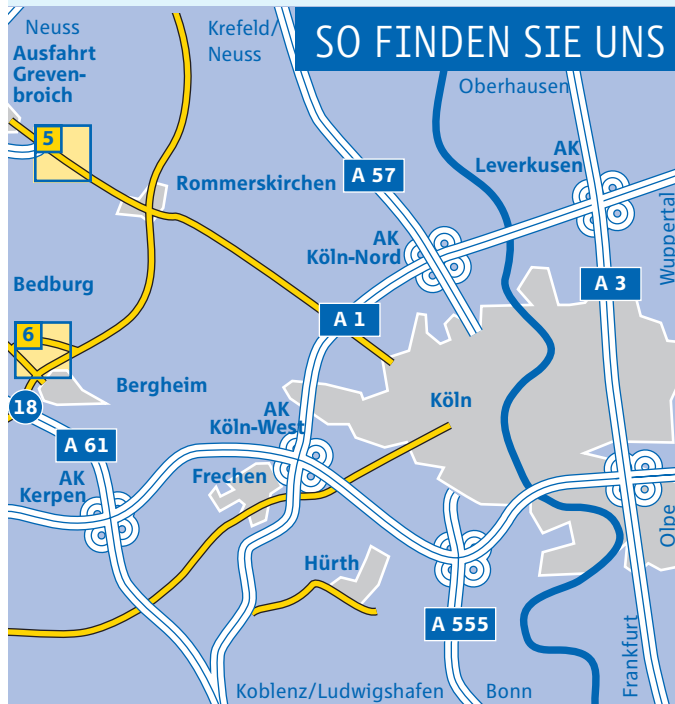 SO FINDEN SIE UNS
Neuss
Ausfahrt
Greven-
broich
Krefeld/
Neuss
Oberhausen
5
AK
Leverkusen
Rommerskirchen
A 57
AK
Köln-Nord
Wuppertal
Bedburg
A 3
A 1
6
Bergheim
Köln
18
AK
Köln-West
A 61
AK
Kerpen
Frechen
Olpe
Hürth
A 555
Frankfurt
Koblenz/Ludwigshafen
Bonn